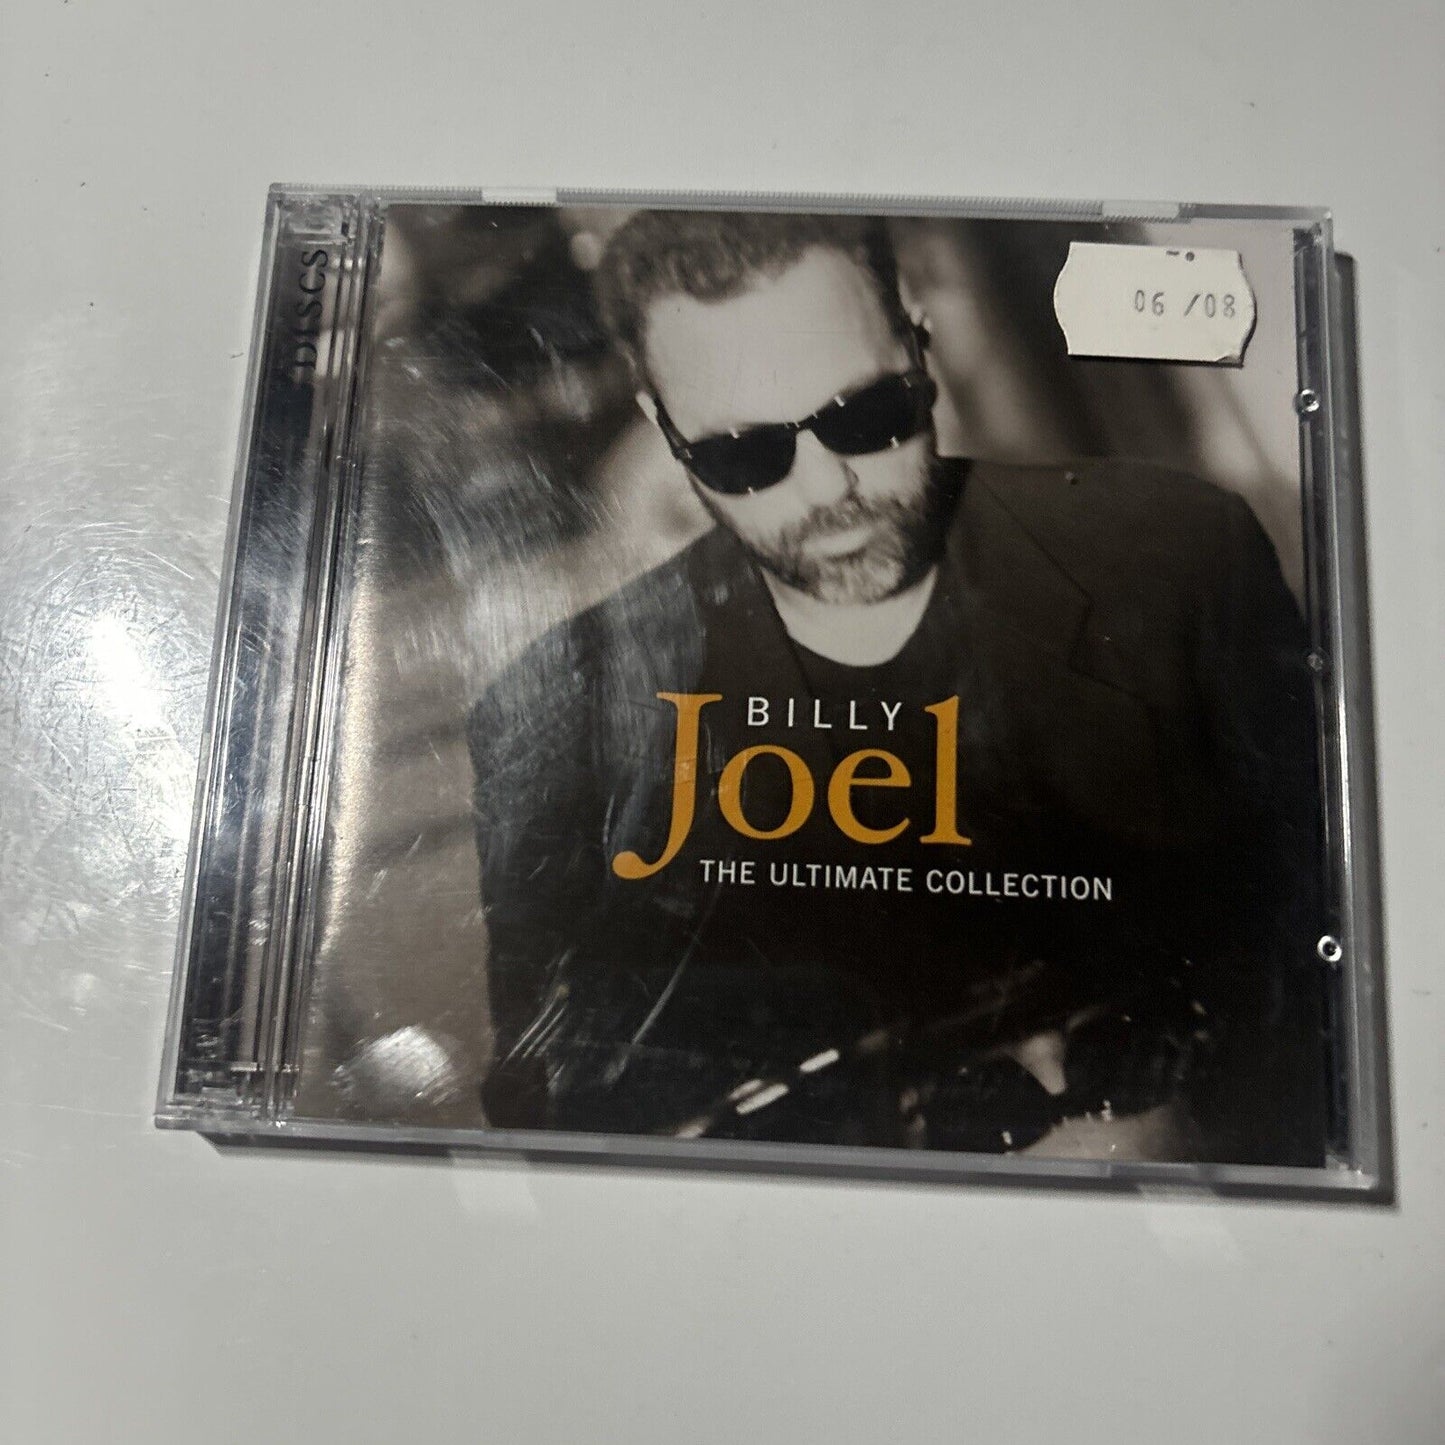 DISCS
06 /08
BILLY
Joel
THE ULTIMATE COLLECTION